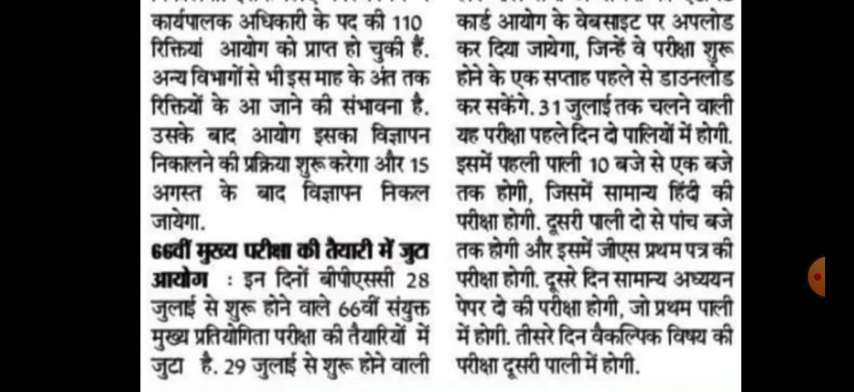 कार्यपालक अधिकारी के पद की 110
रिक्तियां आयोग को प्राप्त हो चुकी हैं.
अन्य विभागों से भी इस माह के अंत तक
रिक्तियों के आ जाने की संभावना है.
उसके बाद आयोग इसका विज्ञापन
निकालने की प्रक्रिया शुरू करेगा और 15
अगस्त के बाद विज्ञापन निकल
जायेगा.
66वीं मुख्य परीक्षा की तैयारी में जुटा
आयोग : इन दिनों बीपीएससी 28
जुलाई से शुरू होने वाले 66वीं संयुक्त
मुख्य प्रतियोगिता परीक्षा की तैयारियों में
जुटा है. 29 जुलाई से शुरू होने वाली
कार्ड आयोग के वेबसाइट पर अपलोड
कर दिया जायेगा, जिन्हें वे परीक्षा शुरू
होने के एक सप्ताह पहले से डाउनलोड
कर सकेंगे. 31 जुलाई तक चलने वाली
यह परीक्षा पहले दिन दो पालियों में होगी.
इसमें पहली पाली 10 बजे से एक बजे
तक होगी, जिसमें सामान्य हिंदी की
परीक्षा होगी. दूसरी पाली दो से पांच बजे
तक होगी और इसमें जीएस प्रथम पत्र की
परीक्षा होगी. दूसरे दिन सामान्य अध्ययन
पेपर दो की परीक्षा होगी, जो प्रथम पाली
में होगी. तीसरे दिन वैकल्पिक विषय की
परीक्षा दूसरी पाली में होगी.